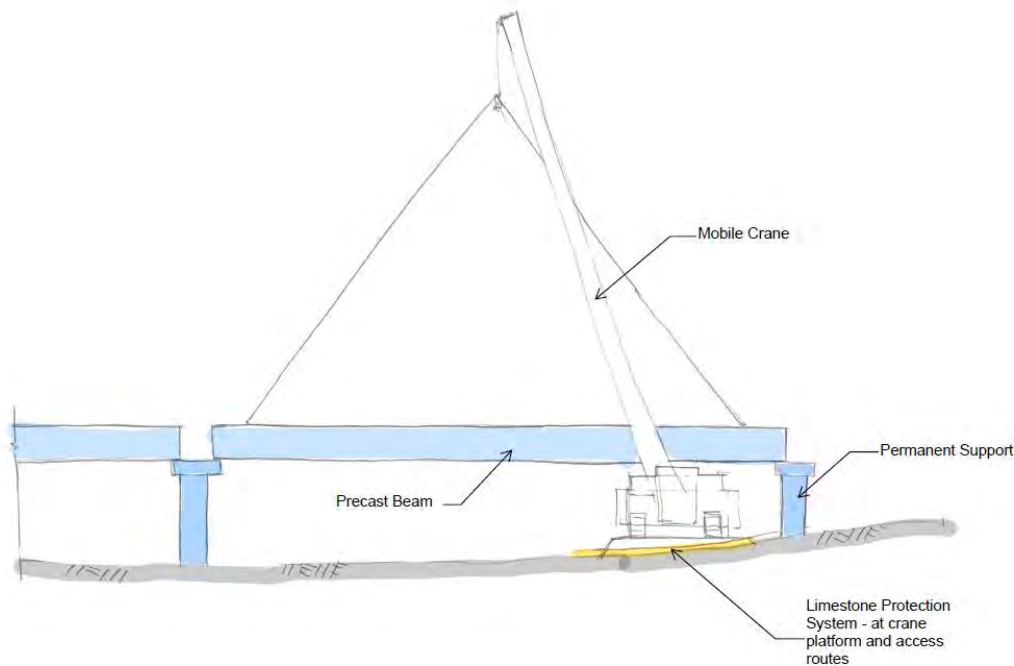 Mobile Crane
Permanent Support
Precast Beam
Limestone Protection
System - at crane
platform and access
routes